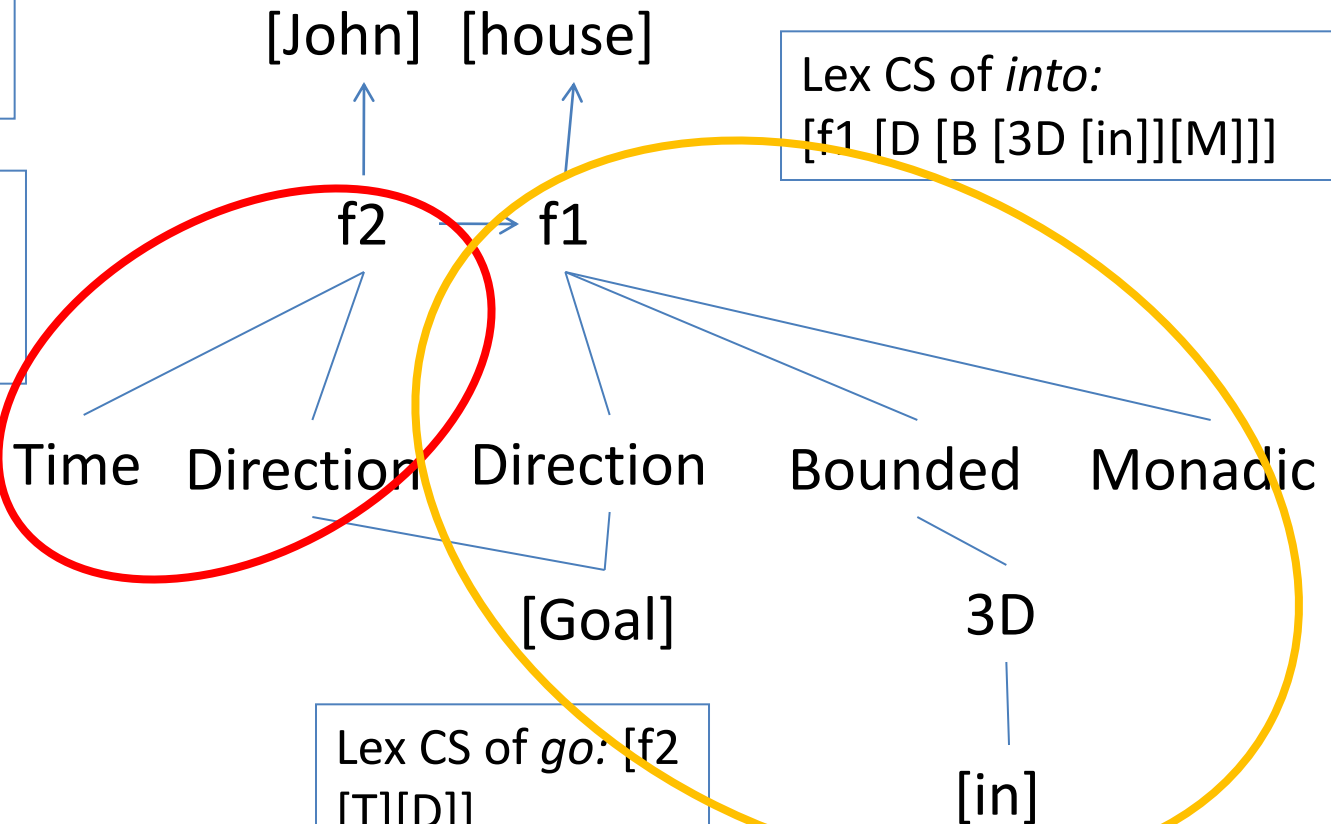 [John] [house]
Lex CS of into:
[f1 [D [B [3D [in]][M]]]
f2 f1
Time Direction Direction Bounded Monadic
[Goal] 3D
Lex CS of go: [f2
[T][D]]
[in]